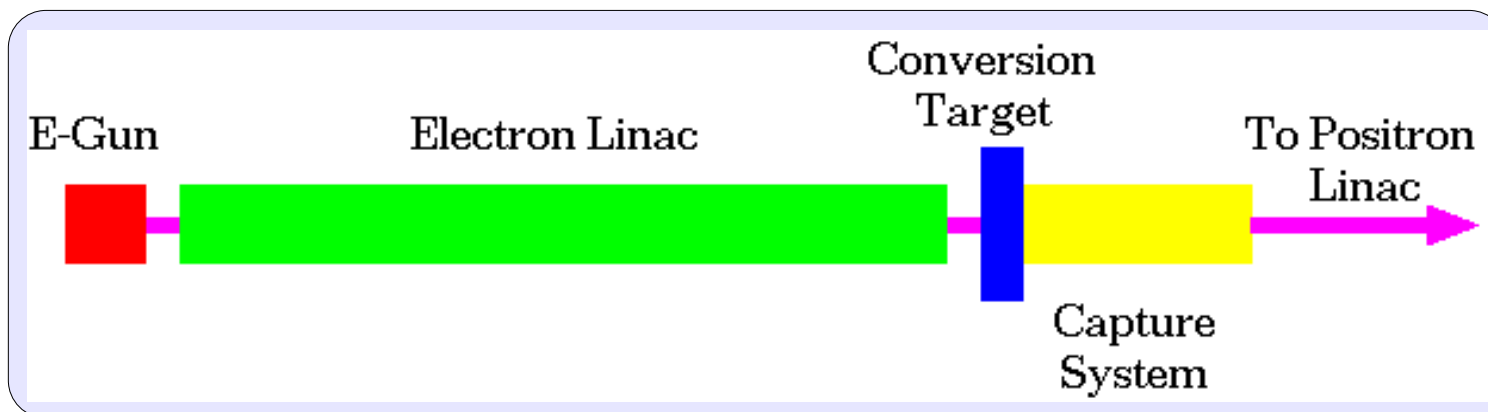 E-Gun
Electron Linac
Conversion
Target
To Positron
Linac
Capture
System